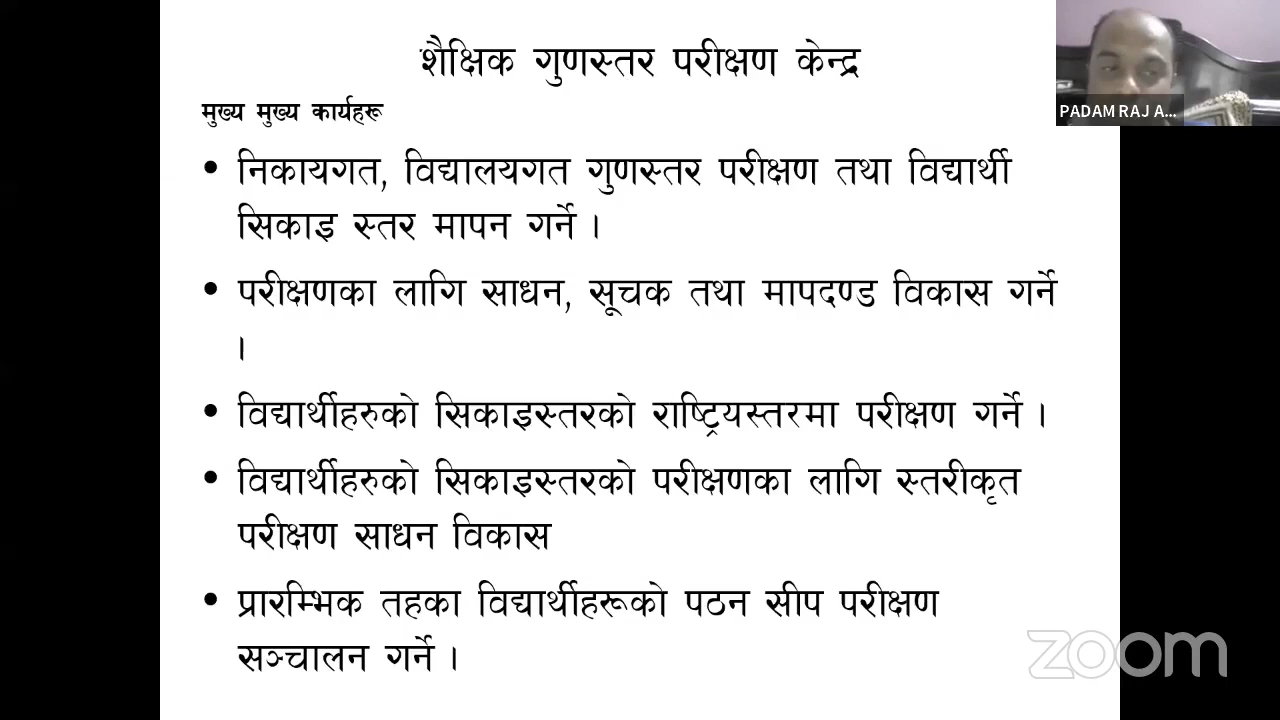 शैक्षिक गुणस्तर परीक्षण केन्द्र
मुख्य मुख्य कार्यहरू
• निकायगत, विद्यालयगत गुणस्तर परीक्षण तथा विद्यार्थी
सिकाइ स्तर मापन गर्ने ।
• परीक्षणका लागि साधन, सूचक तथा मापदण्ड विकास गर्ने
।
• विद्यार्थीहरुको सिकाइस्तरको राष्ट्रियस्तरमा परीक्षण गर्ने ।
• विद्यार्थीहरुको सिकाइस्तरको परीक्षणका लागि स्तरीकृत
परीक्षण साधन विकास
• प्रारम्भिक तहका विद्यार्थीहरूको पठन सीप परीक्षण
सञ्चालन गर्ने ।
PADAM RAJ A...
zoom